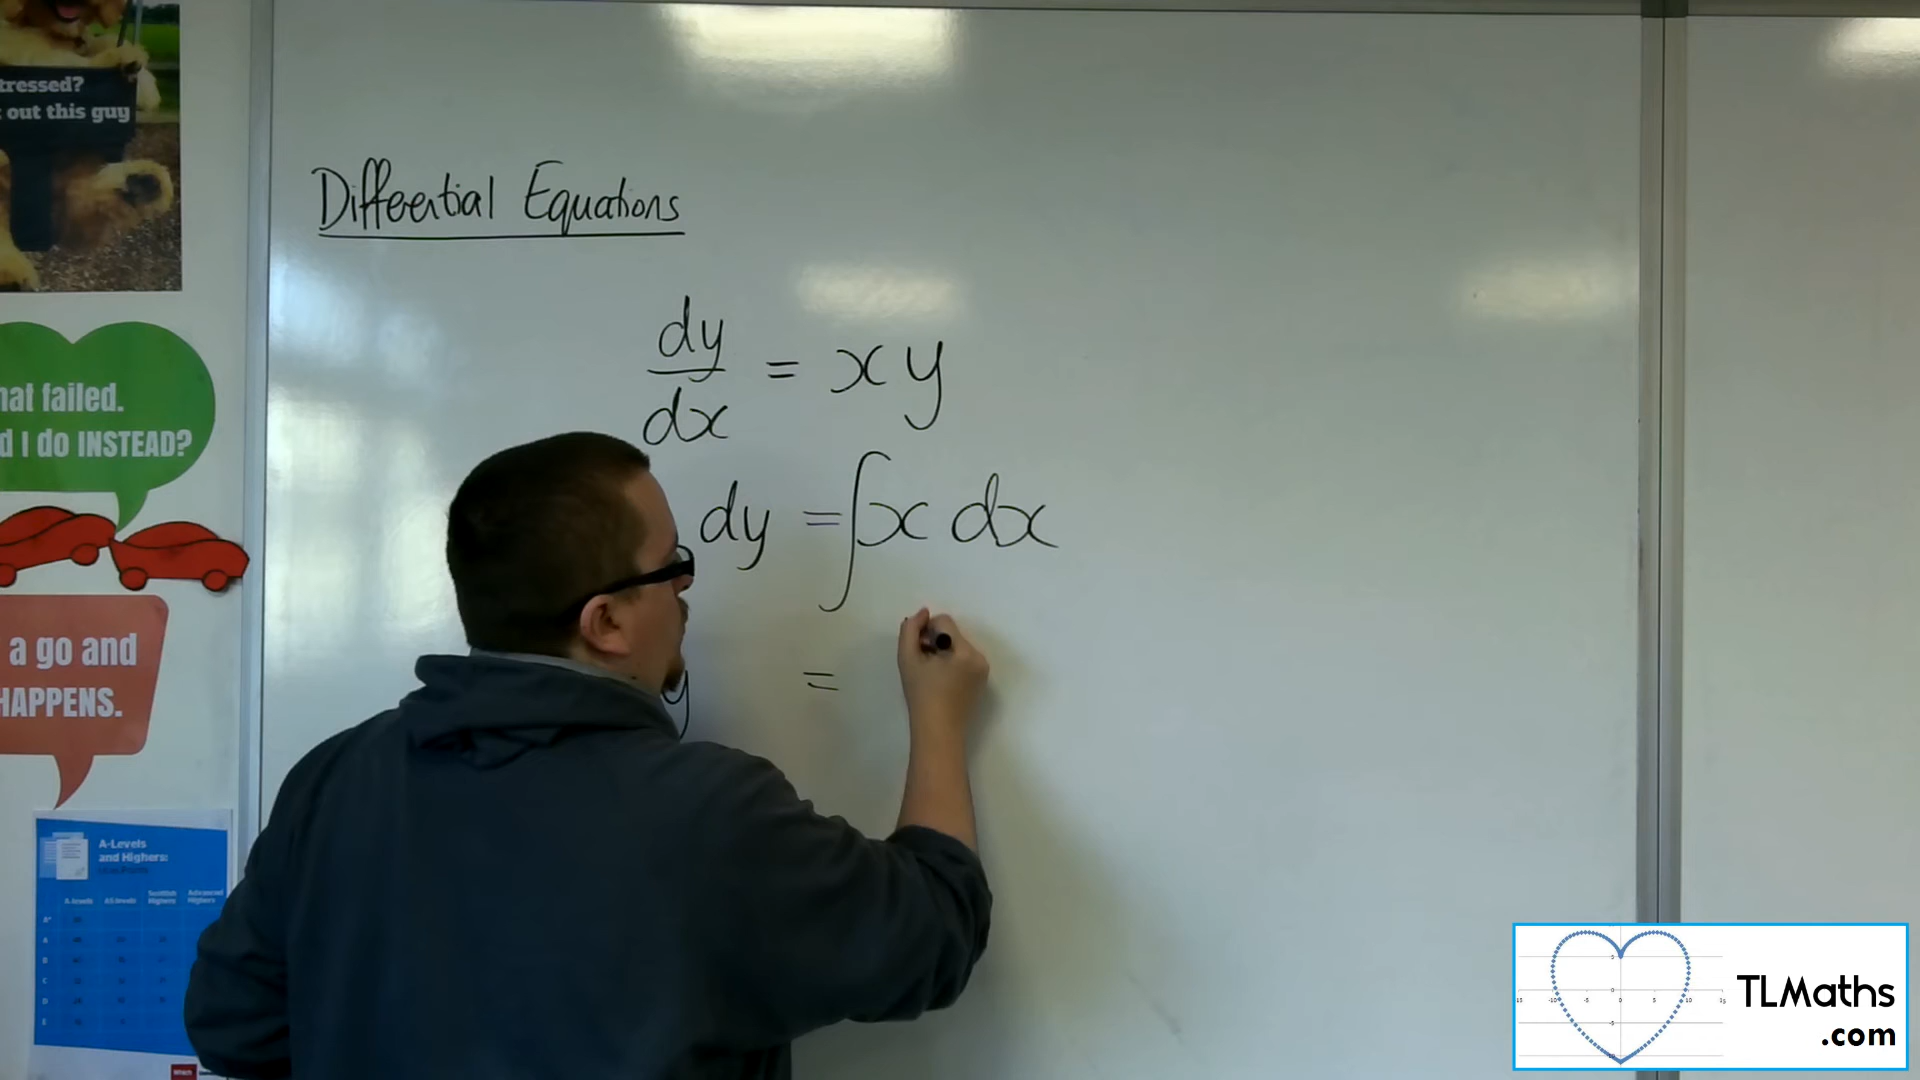 tressed?
out this guy
Differential Equations
dy
dx
= xy
dy = ∫x dx
y =
hat failed.
d I do INSTEAD?
a go and
HAPPENS.
A-Levels
and Highers:
TLMaths
.com